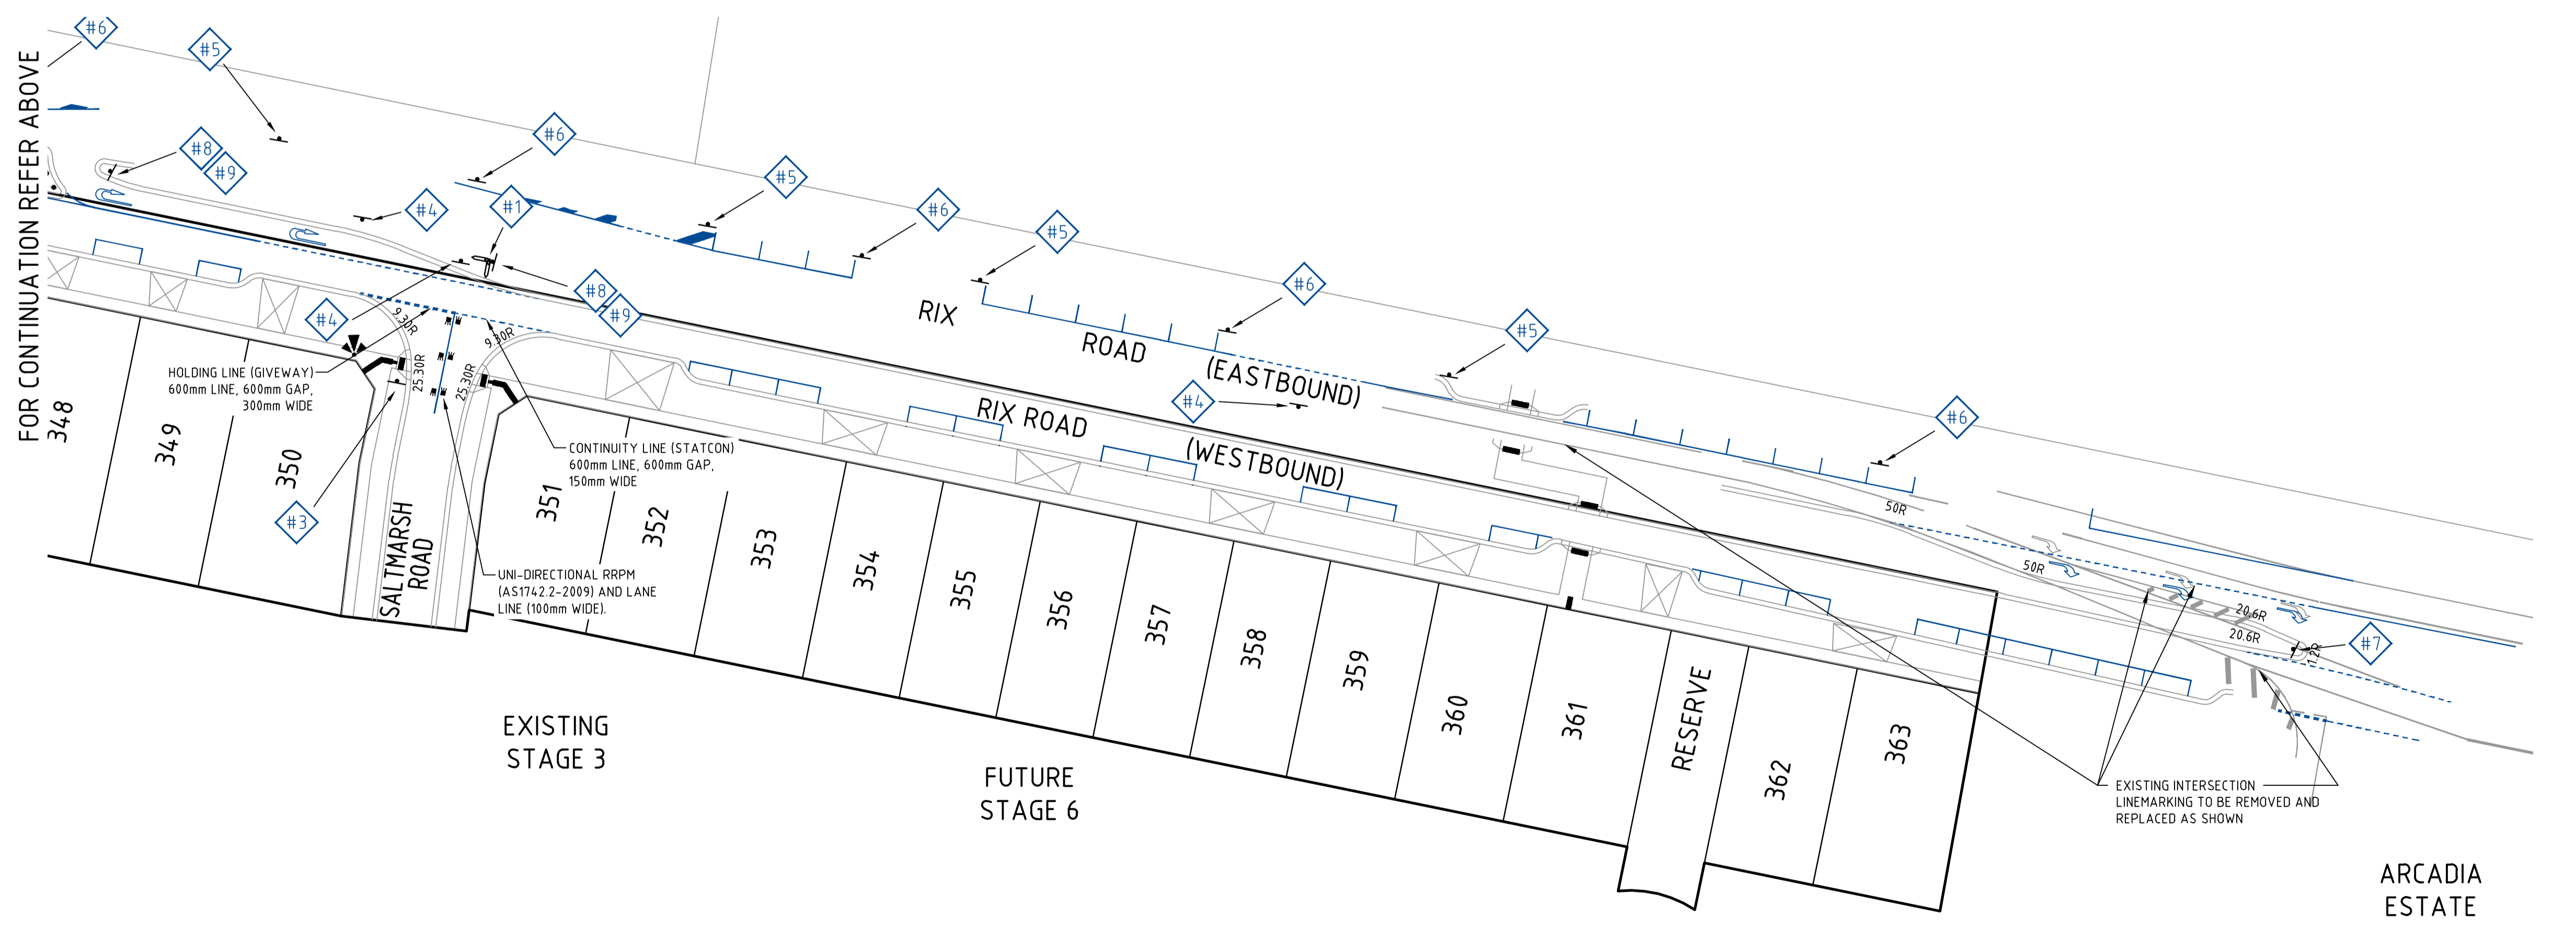 FOR CONTINUATION REFER ABOVE
#6
#5
#8
#9
#4
#6
#1
#5
#6
#5
#6
#5
#6
#4
#8
#9
#4
#3
#7
9.30R
9.30R
25.30R
25.30R
HOLDING LINE (GIVEWAY)
600mm LINE, 600mm GAP,
300mm WIDE
CONTINUITY LINE (STATCON)
600mm LINE, 600mm GAP,
150mm WIDE
UNI-DIRECTIONAL RRPM
(AS1742.2-2009) AND LANE
LINE (100mm WIDE).
RIX
ROAD
(EASTBOUND)
RIX ROAD
(WESTBOUND)
SALTMARSH
ROAD
348
349
350
351
352
353
354
355
356
357
358
359
360
361
RESERVE
362
363
50R
50R
20.6R
20.6R
1.2R
EXISTING
STAGE 3
FUTURE
STAGE 6
EXISTING INTERSECTION
LINEMARKING TO BE REMOVED AND
REPLACED AS SHOWN
ARCADIA
ESTATE